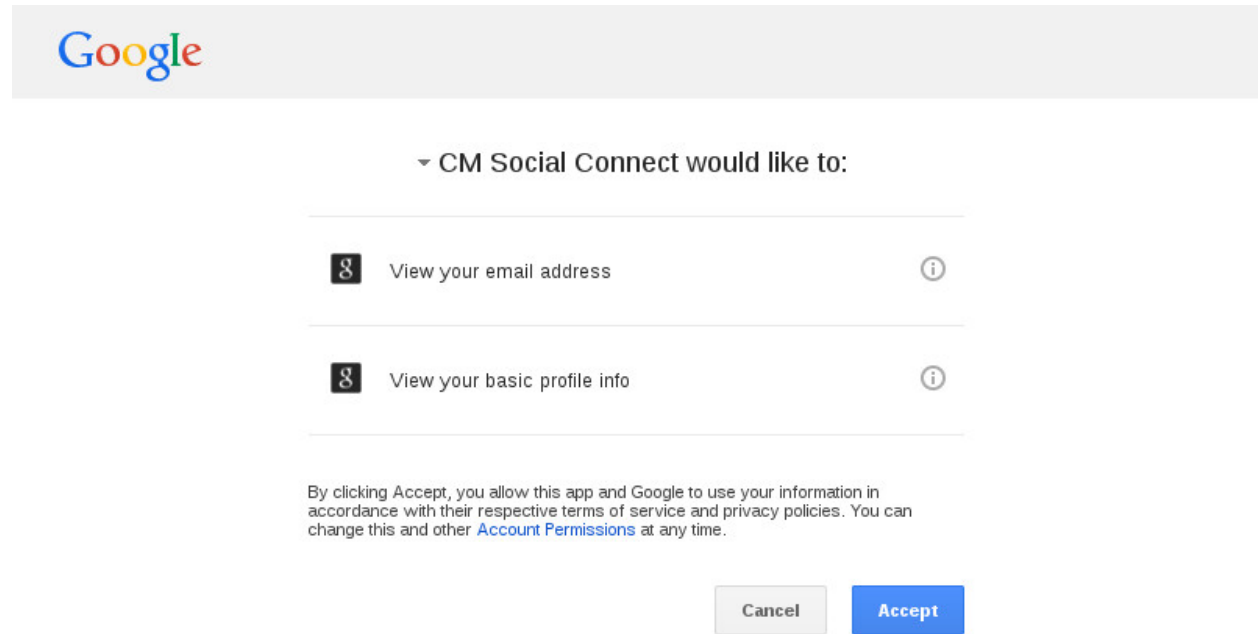 Google
CM Social Connect would like to:
View your email address
View your basic profile info
By clicking Accept, you allow this app and Google to use your information in
accordance with their respective terms of service and privacy policies. You can
change this and other Account Permissions at any time.
Cancel Accept